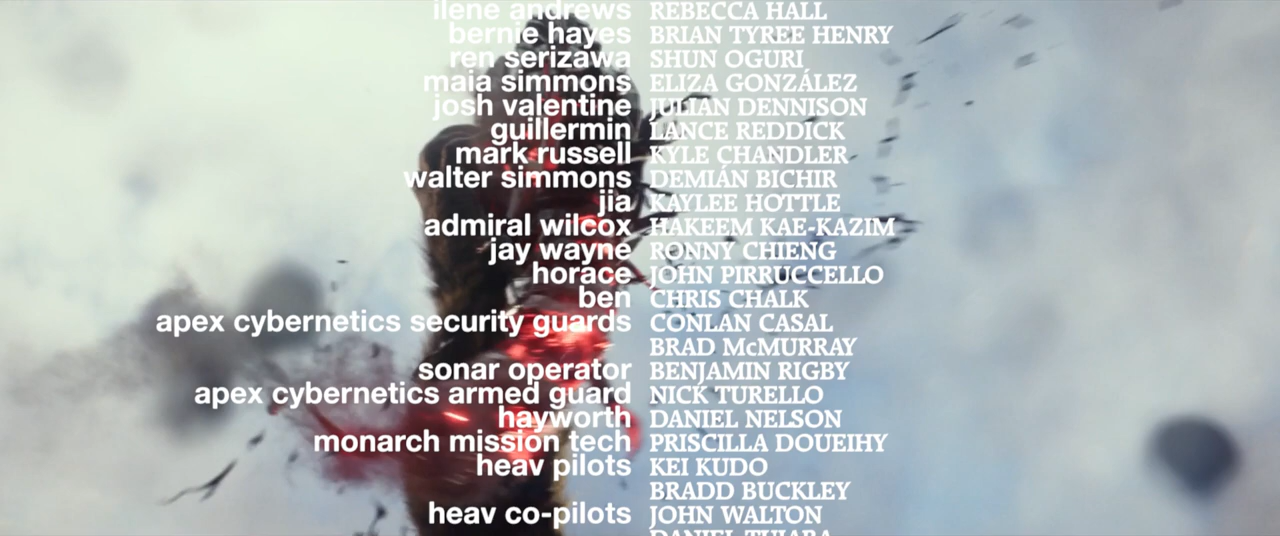 ilene andrews REBECCA HALL
bernie hayes BRIAN TYREE HENRY
ren serizawa SHUN OGURI
maia simmons ELIZA GONZÁLEZ
josh valentine JULIAN DENNISON
guillermin LANCE REDDICK
mark russell KYLE CHANDLER
walter simmons DEMIÁN BICHIR
jia KAYLEE HOTTLE
admiral wilcox HAKEEM KAE-KAZIM
jay wayne RONNY CHIENG
horace JOHN PIRRUCCELLO
ben CHRIS CHALK
apex cybernetics security guards CONLAN CASAL
BRAD McMURRAY
sonar operator BENJAMIN RIGBY
apex cybernetics armed guard NICK TURELLO
hayworth DANIEL NELSON
monarch mission tech PRISCILLA DOUEIHY
heav pilots KEI KUDO
BRADD BUCKLEY
heav co-pilots JOHN WALTON